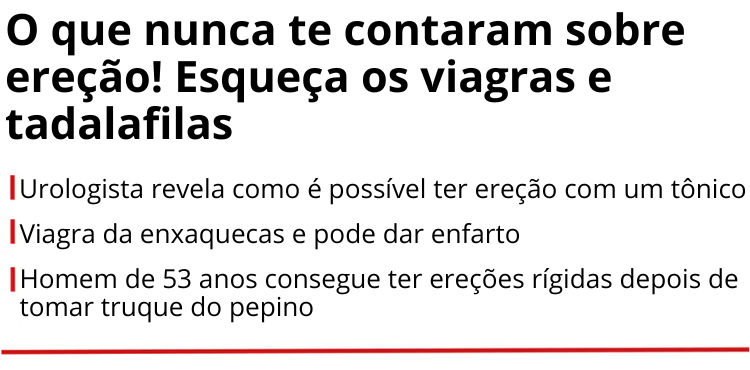 O que nunca te contaram sobre
ereção! Esqueça os viagras e
tadalafilas
Urologista revela como é possível ter ereção com um tônico
Viagra da enxaquecas e pode dar enfarto
Homem de 53 anos consegue ter ereções rígidas depois de
tomar truque do pepino